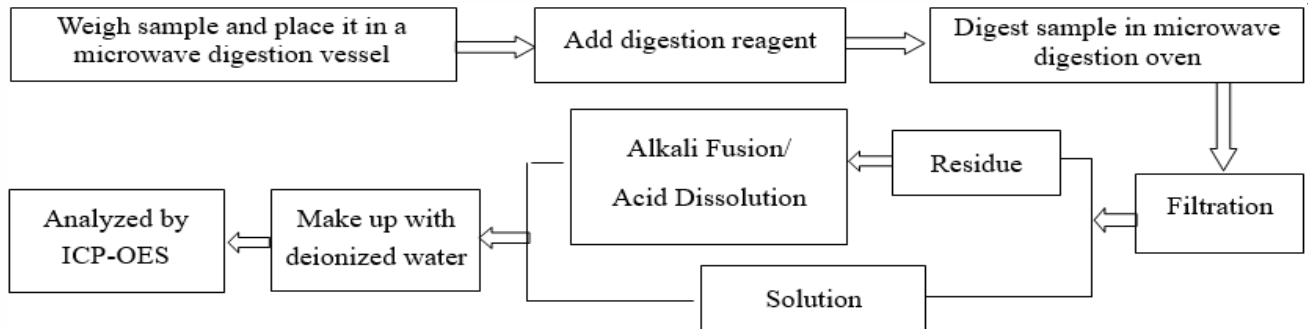 Weigh sample and place it in a
microwave digestion vessel
Add digestion reagent
Digest sample in microwave
digestion oven
Filtration
Residue
Alkali Fusion/
Acid Dissolution
Solution
Make up with
deionized water
Analyzed by
ICP-OES